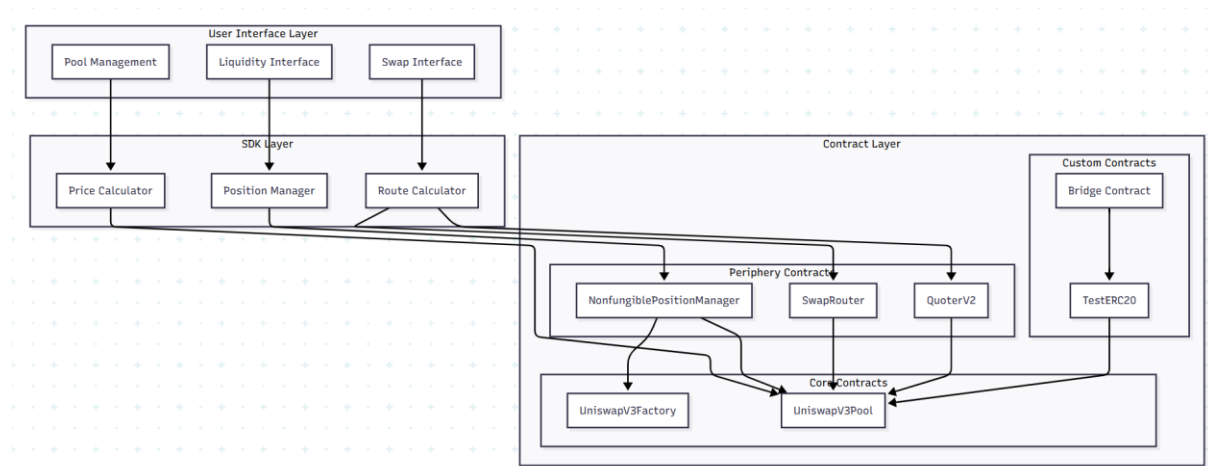 User Interface Layer
Pool Management
Liquidity Interface
Swap Interface
SDK Layer
Price Calculator
Position Manager
Route Calculator
Contract Layer
Custom Contracts
Bridge Contract
TestERC20
Periphery Contracts
NonfungiblePositionManager
SwapRouter
QuoterV2
Core Contracts
UniswapV3Factory
UniswapV3Pool